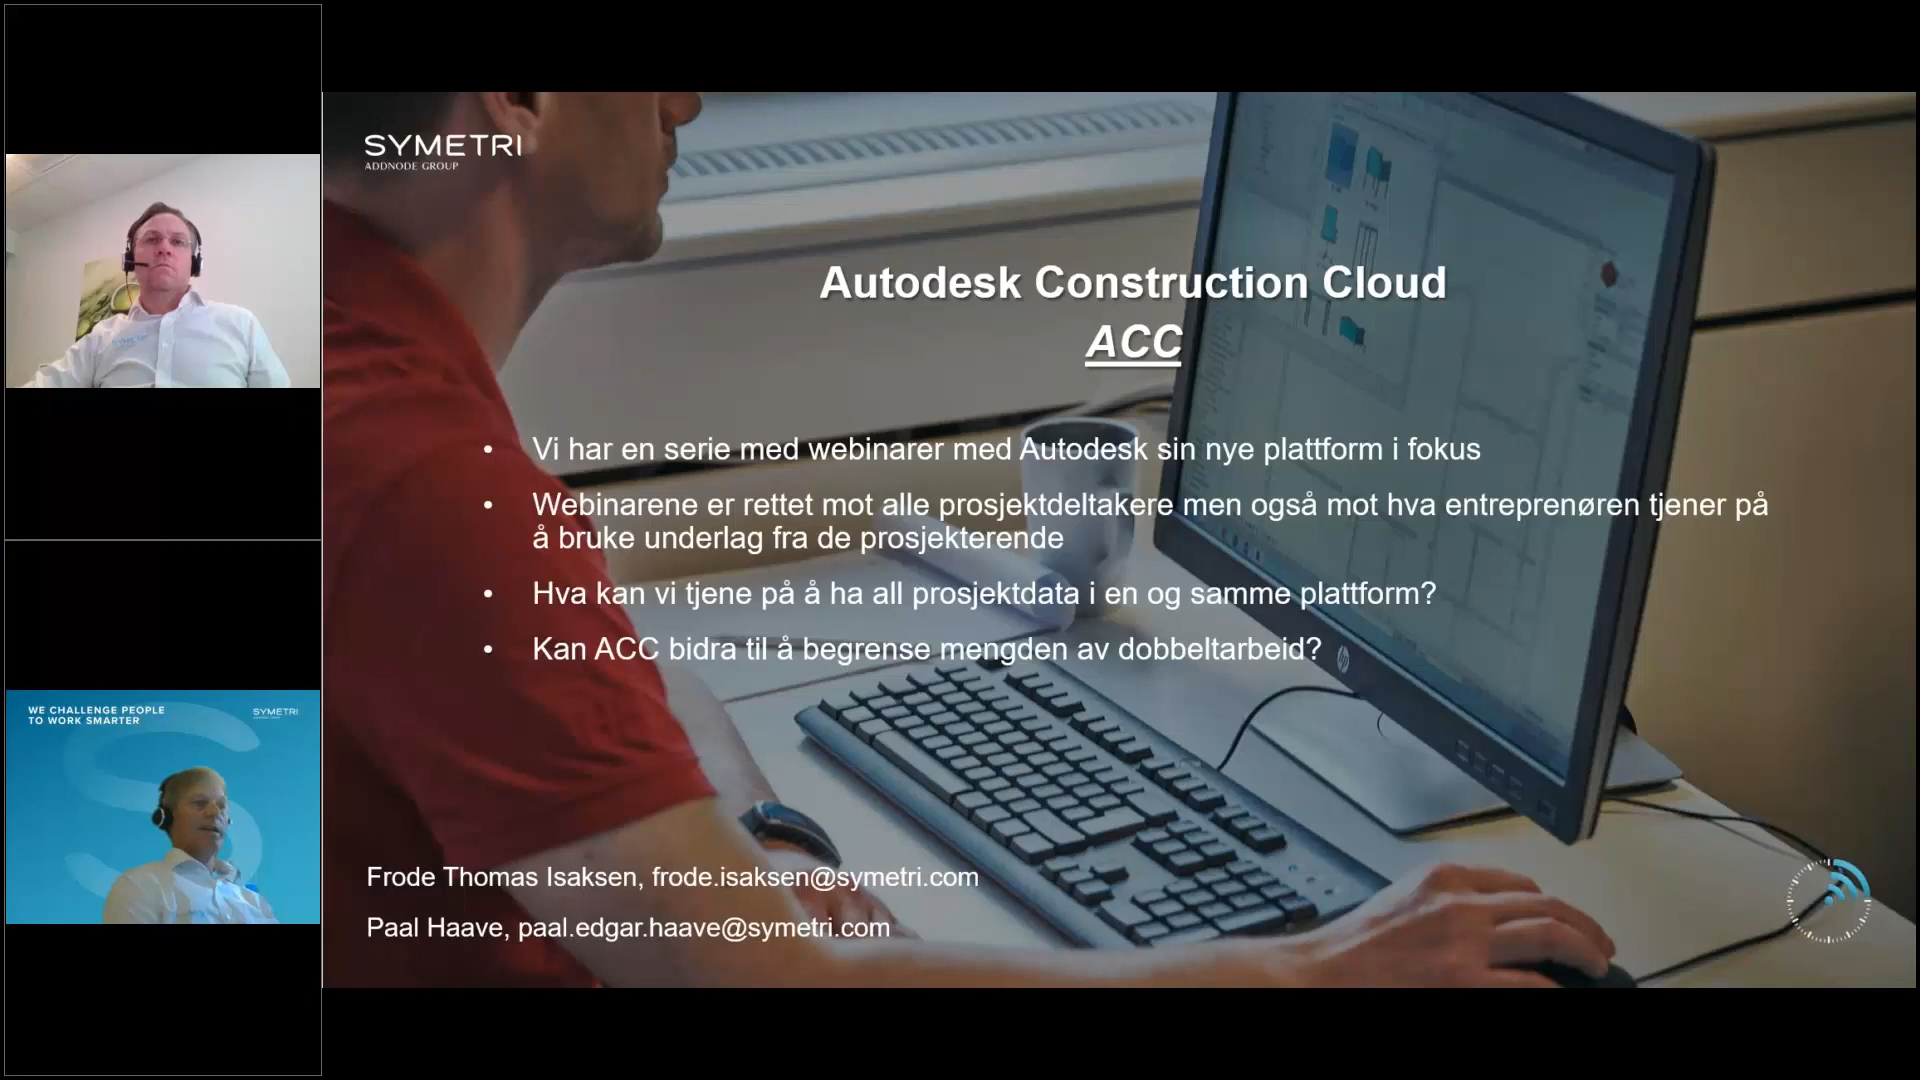 SYMETRI
ADDNODE GROUP
Autodesk Construction Cloud
ACC
• Vi har en serie med webinarer med Autodesk sin nye plattform i fokus
• Webinarene er rettet mot alle prosjektdeltakere men også mot hva entreprenøren tjener på
å bruke underlag fra de prosjekterende
• Hva kan vi tjene på å ha all prosjektdata i en og samme plattform?
• Kan ACC bidra til å begrense mengden av dobbeltarbeid?
Frode Thomas Isaksen, frode.isaksen@symetri.com
Paal Haave, paal.edgar.haave@symetri.com
WE CHALLENGE PEOPLE
TO WORK SMARTER
SYMETRI
hp